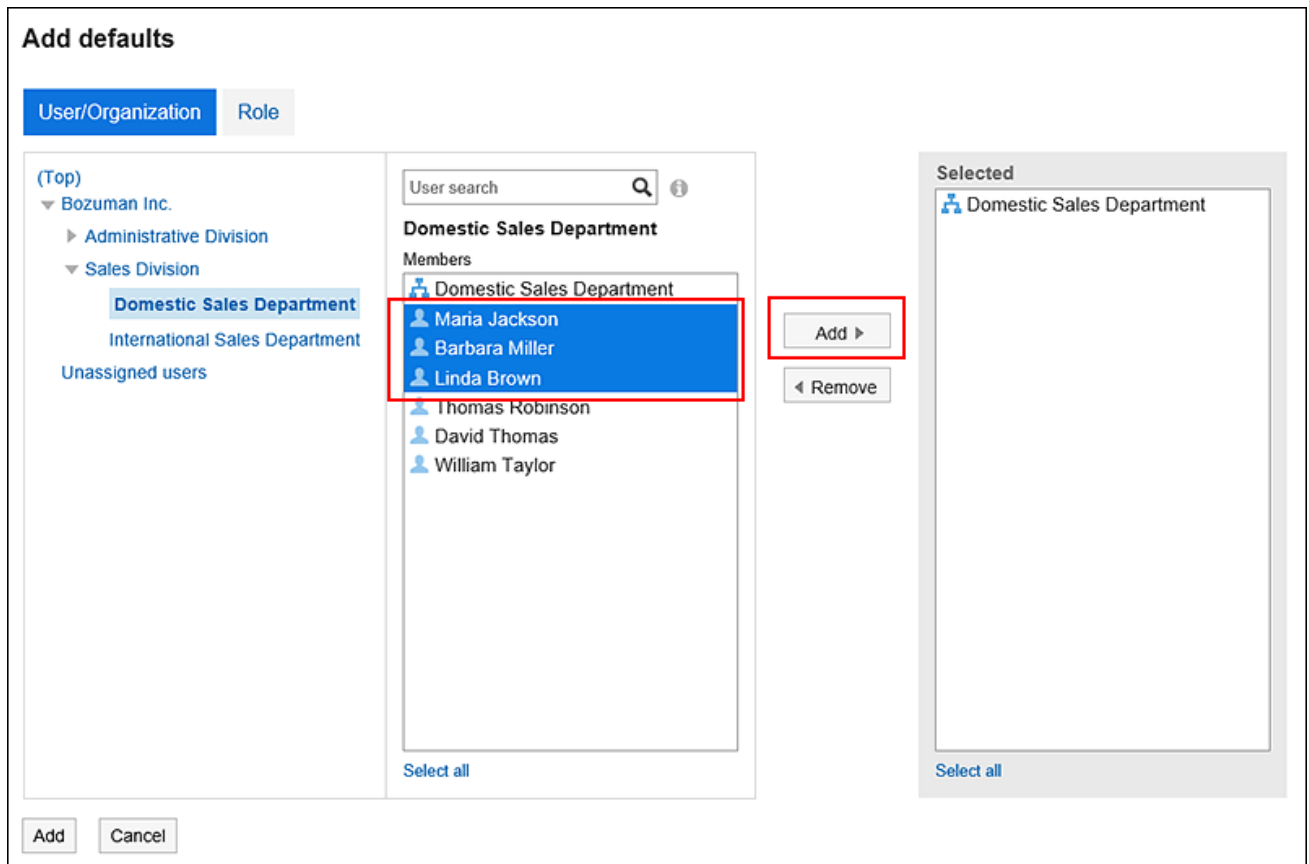 Add defaults
User/Organization
Role
(Top)
Bozuman Inc.
Administrative Division
Sales Division
Domestic Sales Department
International Sales Department
Unassigned users
User search
Domestic Sales Department
Members
Domestic Sales Department
Maria Jackson
Barbara Miller
Linda Brown
Thomas Robinson
David Thomas
William Taylor
Select all
Add
Remove
Selected
Domestic Sales Department
Select all
Add
Cancel